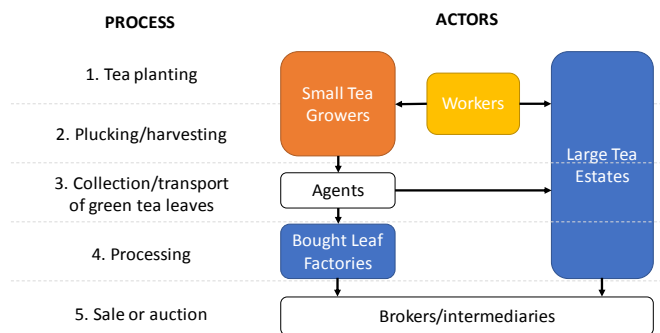 PROCESS
ACTORS
1. Tea planting
Small Tea
Growers
Workers
2. Plucking/harvesting
Large Tea
Estates
3. Collection/transport
of green tea leaves
Agents
4. Processing
Bought Leaf
Factories
5. Sale or auction
Brokers/intermediaries